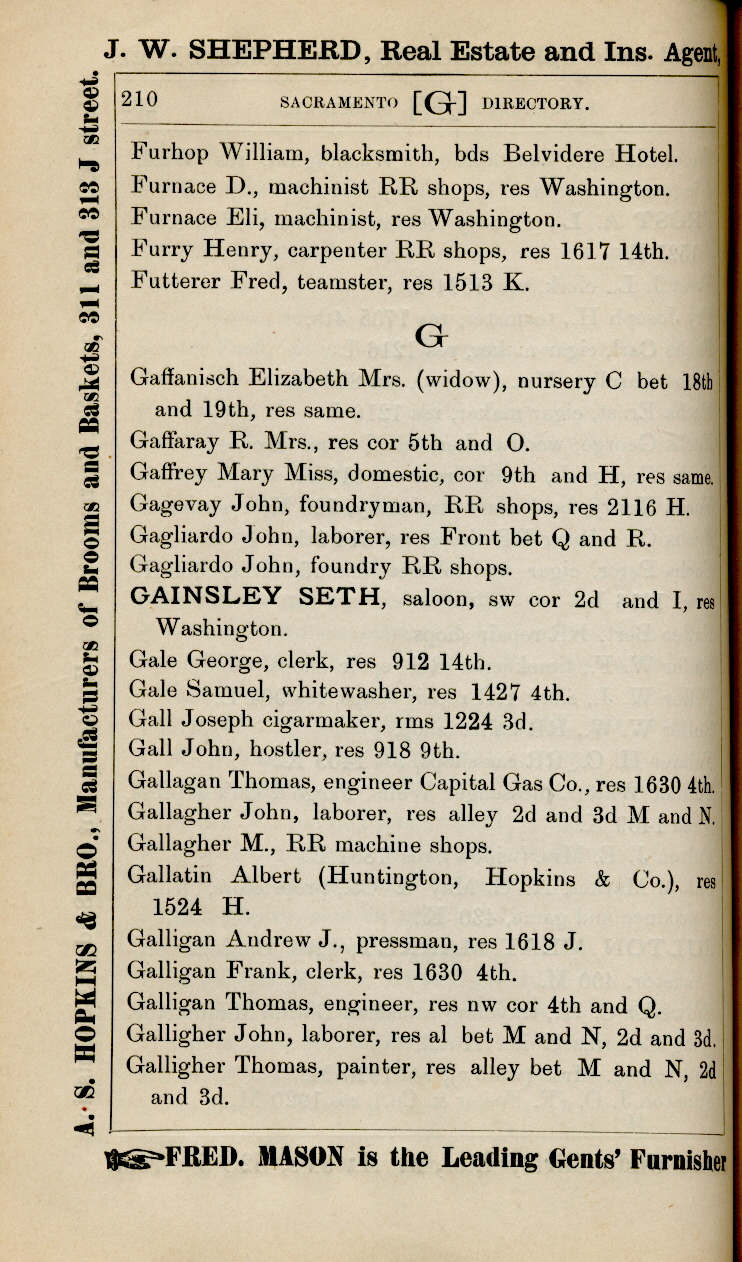 J. W. SHEPHERD, Real Estate and Ins. Agent,
210 SACRAMENTO [G] DIRECTORY.
Furhop William, blacksmith, bds Belvidere Hotel.
Furnace D., machinist RR shops, res Washington.
Furnace Eli, machinist, res Washington.
Furry Henry, carpenter RR shops, res 1617 14th.
Futterer Fred, teamster, res 1513 K.
G
Gaffanisch Elizabeth Mrs. (widow), nursery C bet 18th
and 19th, res same.
Gaffaray R. Mrs., res cor 5th and O.
Gaffrey Mary Miss, domestic, cor 9th and H, res same.
Gagevay John, foundryman, RR shops, res 2116 H.
Gagliardo John, laborer, res Front bet Q and R.
Gagliardo John, foundry RR shops.
GAINSLEY SETH, saloon, sw cor 2d and I, res
Washington.
Gale George, clerk, res 912 14th.
Gale Samuel, whitewasher, res 1427 4th.
Gall Joseph cigarmaker, rms 1224 3d.
Gall John, hostler, res 918 9th.
Gallagan Thomas, engineer Capital Gas Co., res 1630 4th.
Gallagher John, laborer, res alley 2d and 3d M and N.
Gallagher M., RR machine shops.
Gallatin Albert (Huntington, Hopkins & Co.), res
1524 H.
Galligan Andrew J., pressman, res 1618 J.
Galligan Frank, clerk, res 1630 4th.
Galligan Thomas, engineer, res nw cor 4th and Q.
Galligher John, laborer, res al bet M and N, 2d and 3d.
Galligher Thomas, painter, res alley bet M and N, 2d
and 3d.
FRED. MASON is the Leading Gents' Furnisher
A. S. HOPKINS & BRO., Manufacturers of Brooms and Baskets, 311 and 313 J street.